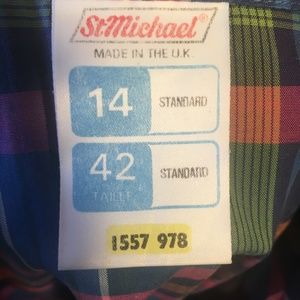 St Michael®
MADE IN THE U.K.
14 STANDARD
42 STANDARD
TAILLE
1557 978